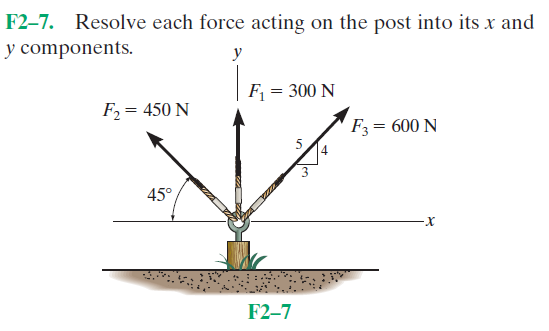 F2–7. Resolve each force acting on the post into its x and
y components.
y
F₁ = 300 N
F₂ = 450 N
F₃ = 600 N
5
4
3
45°
x
F2–7